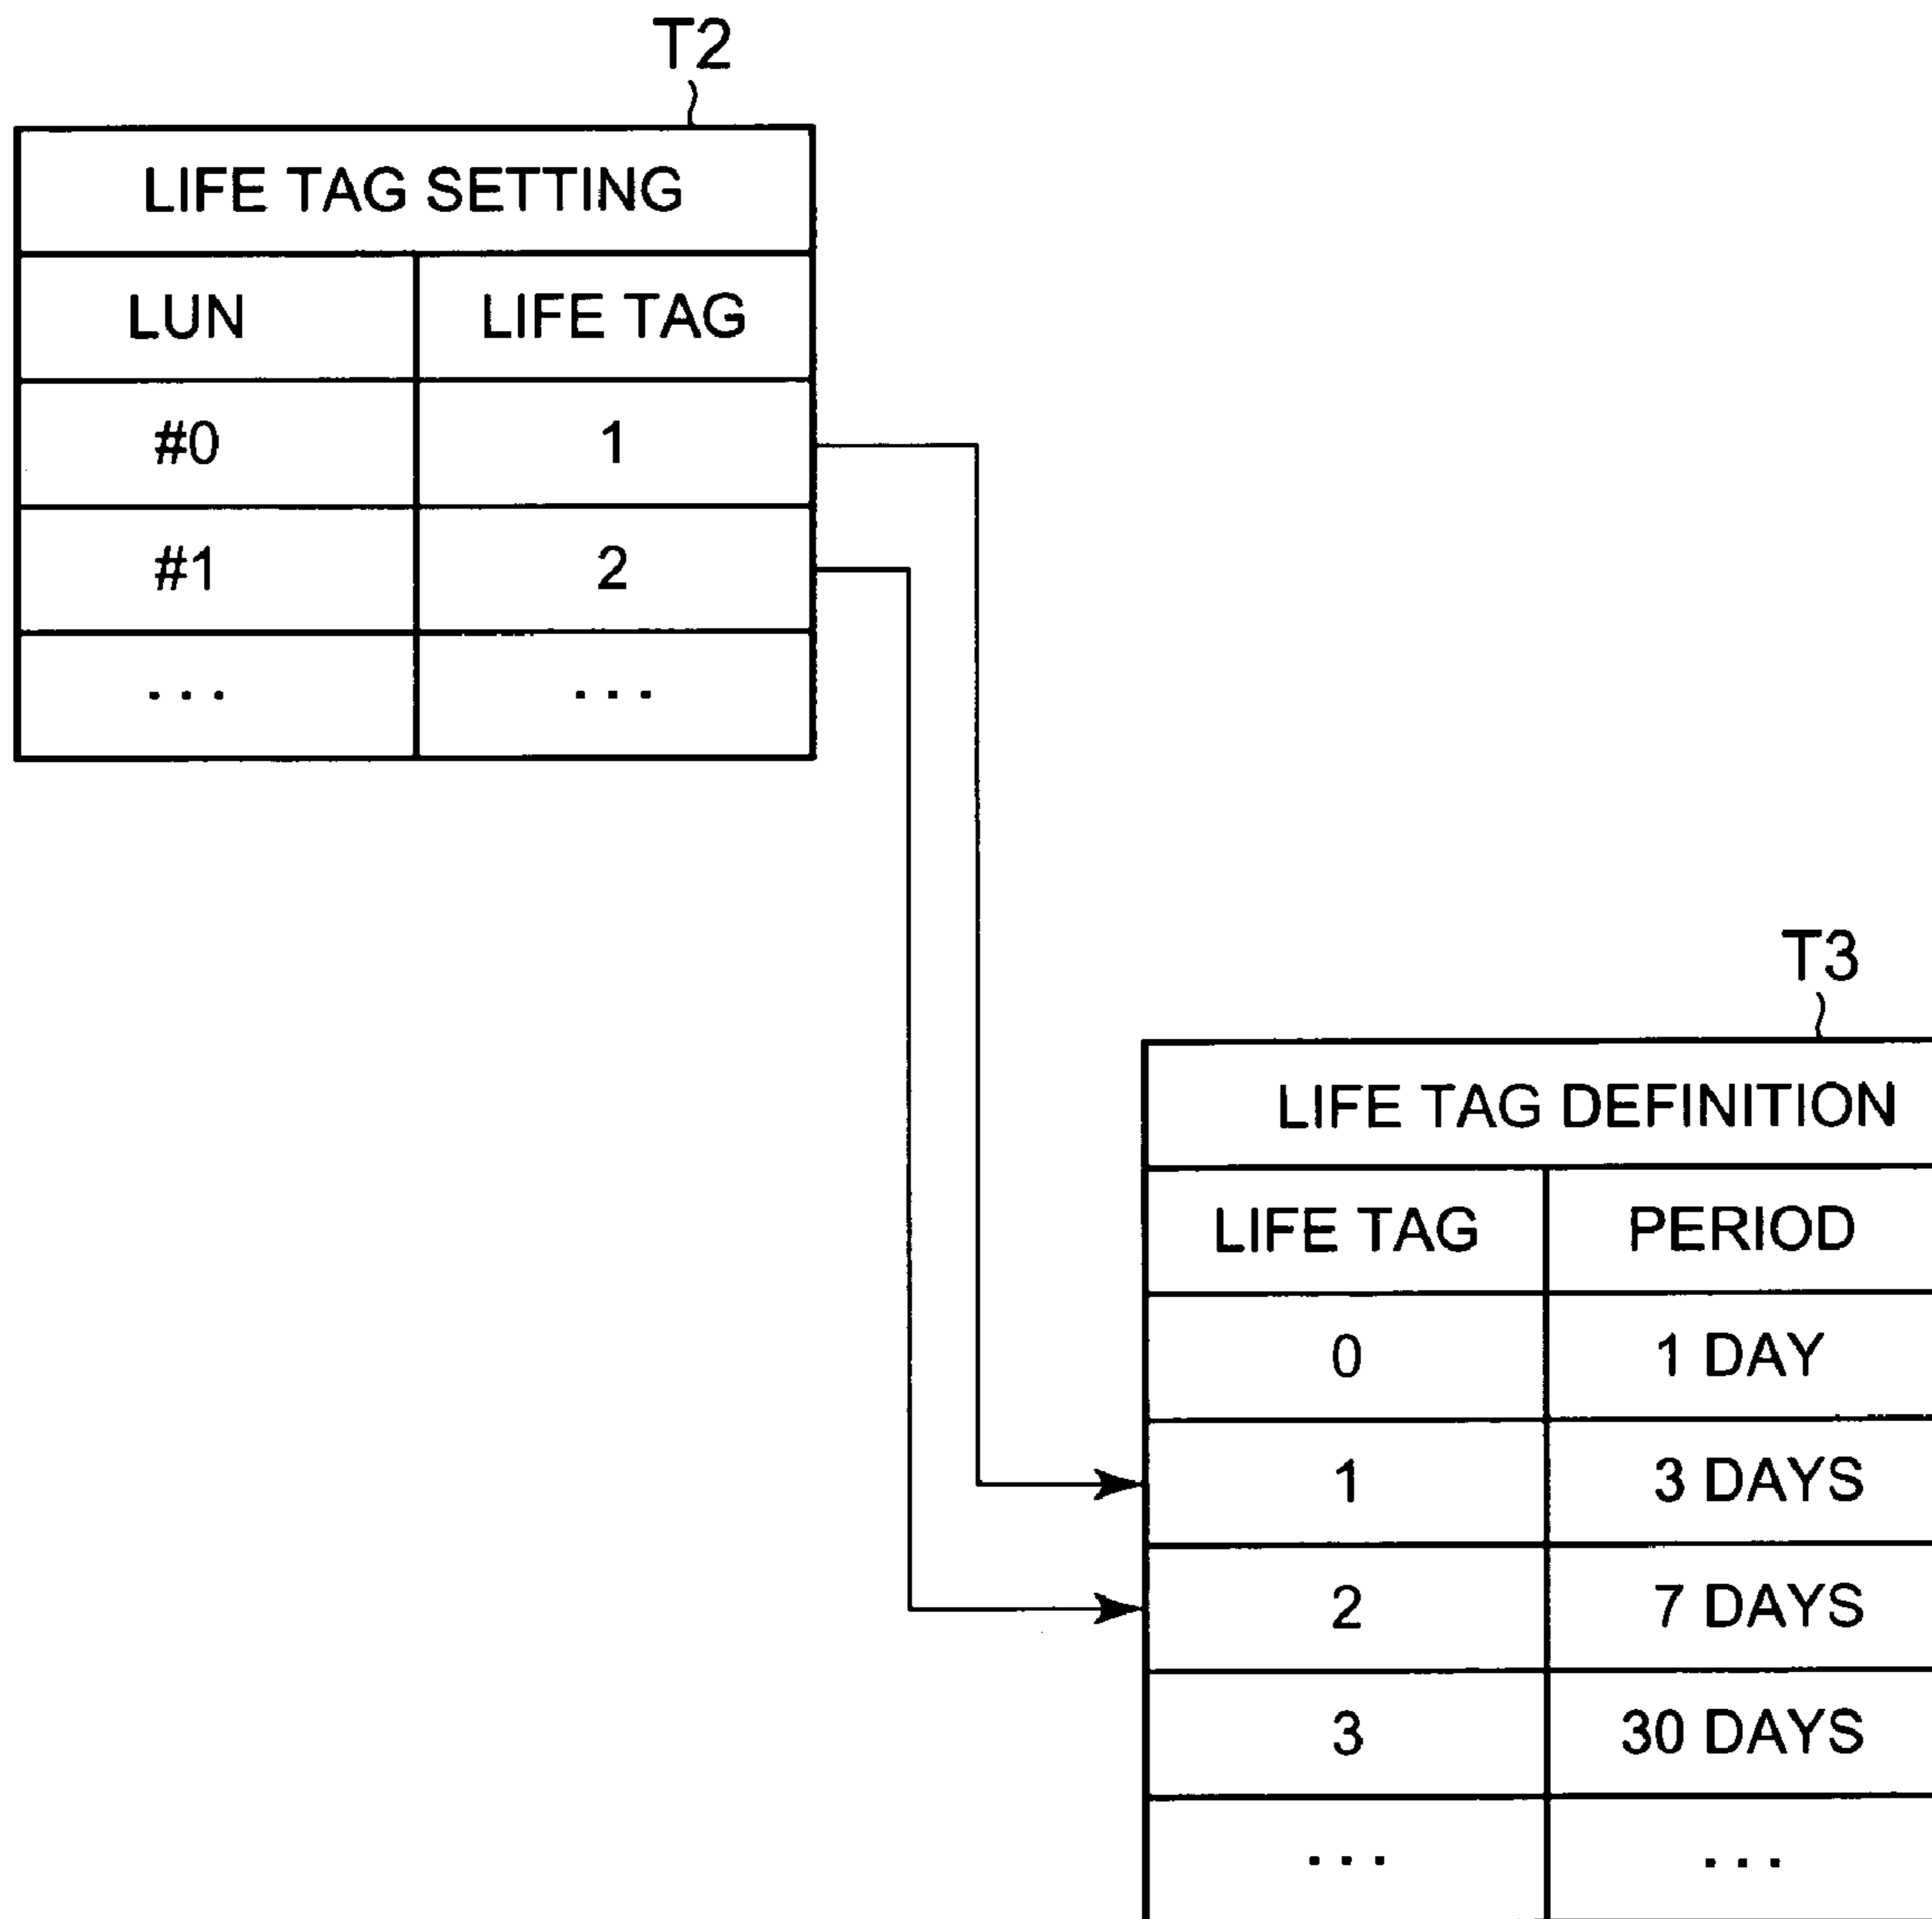 T2
LIFE TAG SETTING
LUN LIFE TAG
#0 1
#1 2
... ...
T3
LIFE TAG DEFINITION
LIFE TAG PERIOD
0 1 DAY
1 3 DAYS
2 7 DAYS
3 30 DAYS
... ...